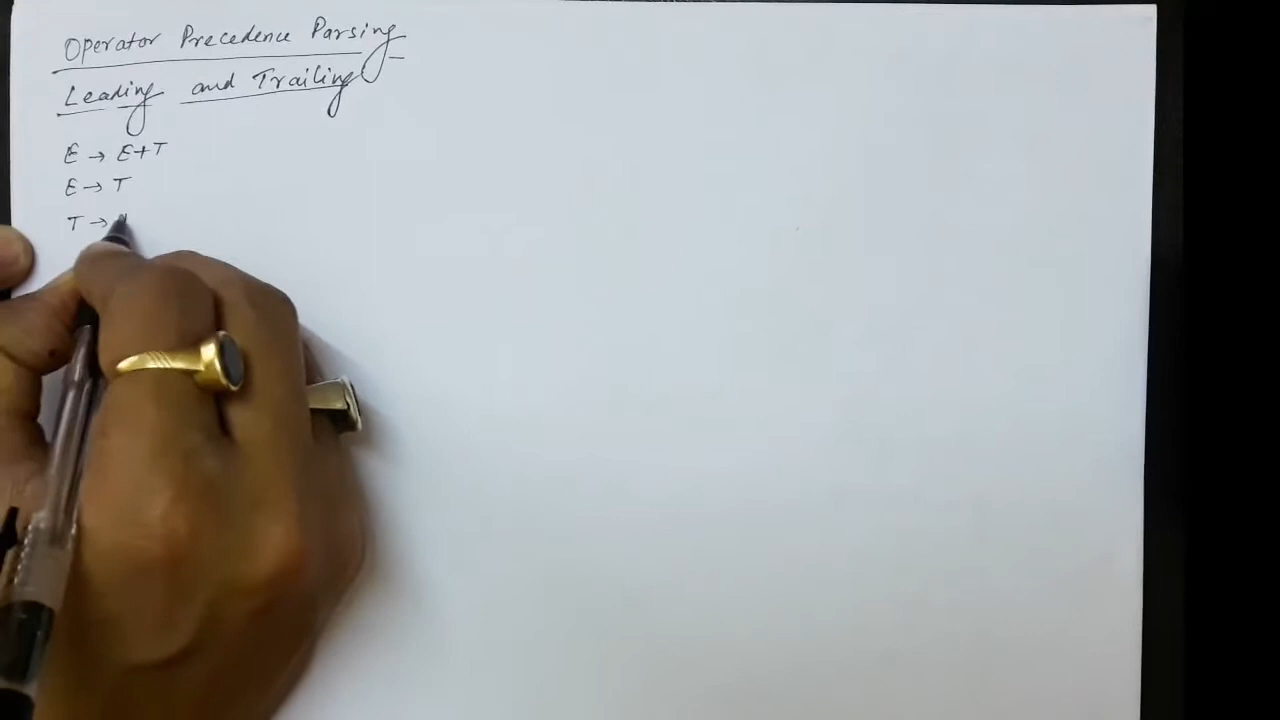 Operator Precedence Parsing
Leading and Trailing
E → E+T
E → T
T →